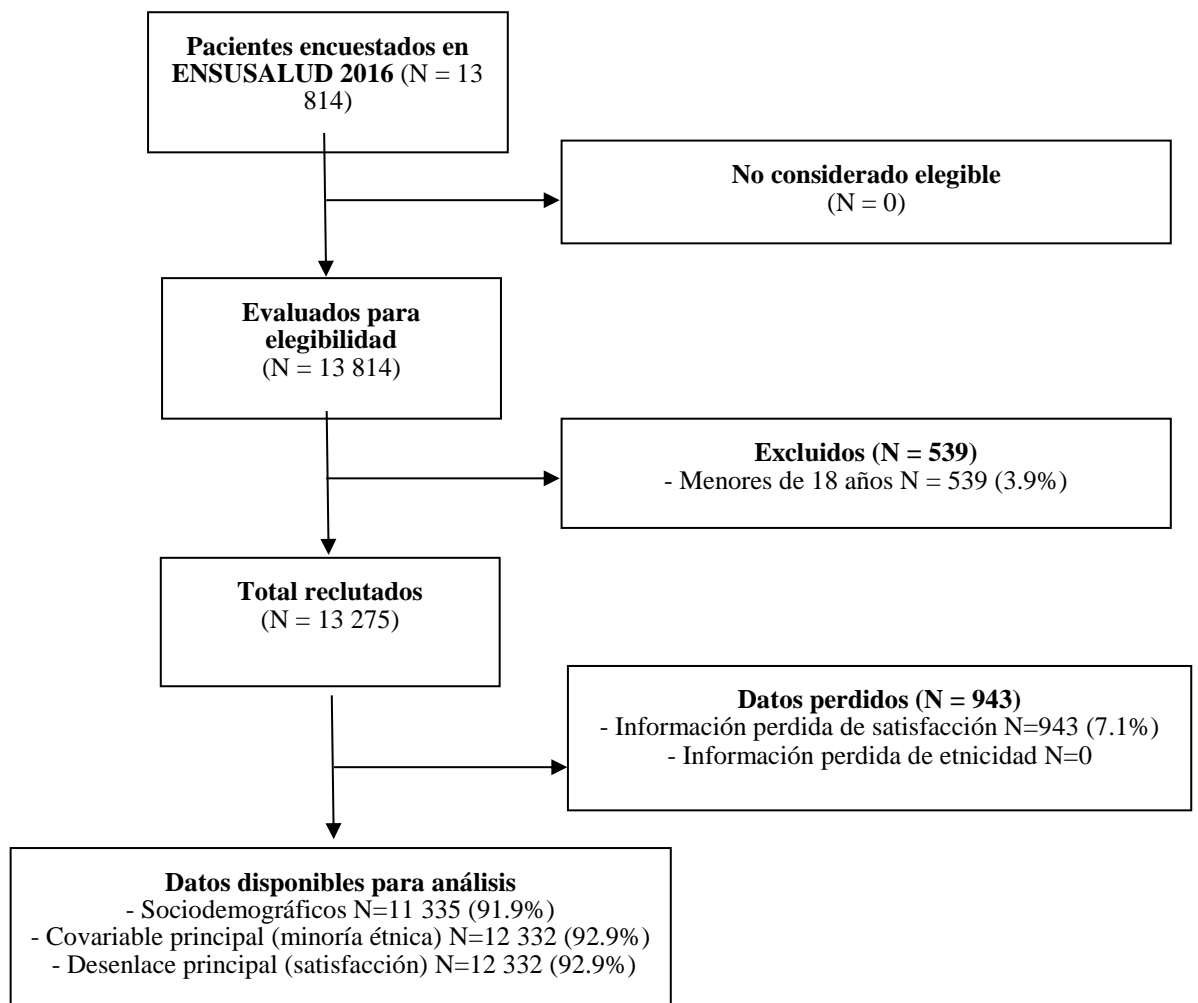 Pacientes encuestados en
ENSUSALUD 2016 (N = 13
814)
No considerado elegible
(N = 0)
Evaluados para
elegibilidad
(N = 13 814)
Excluidos (N = 539)
- Menores de 18 años N = 539 (3.9%)
Total reclutados
(N = 13 275)
Datos perdidos (N = 943)
- Información perdida de satisfacción N=943 (7.1%)
- Información perdida de etnicidad N=0
Datos disponibles para análisis
- Sociodemográficos N=11 335 (91.9%)
- Covariable principal (minoría étnica) N=12 332 (92.9%)
- Desenlace principal (satisfacción) N=12 332 (92.9%)